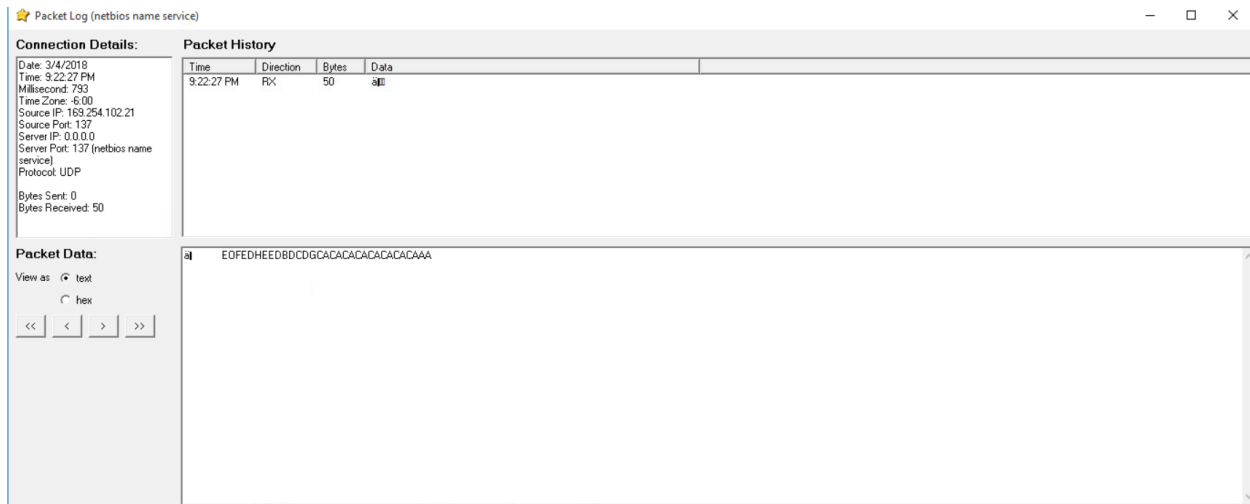 Packet Log (netbios name service)
Connection Details:
Date: 3/4/2018
Time: 9:22:27 PM
Millisecond: 793
Time Zone: -6:00
Source IP: 169.254.102.21
Source Port: 137
Server IP: 0.0.0.0
Server Port: 137 (netbios name
service)
Protocol: UDP
Bytes Sent: 0
Bytes Received: 50
Packet History
Time Direction Bytes Data
9:22:27 PM RX 50 ä
Packet Data:
View as text
hex
<< < > >>
ä EOFEDHEEDBDCDGCACACACACACACACAAA